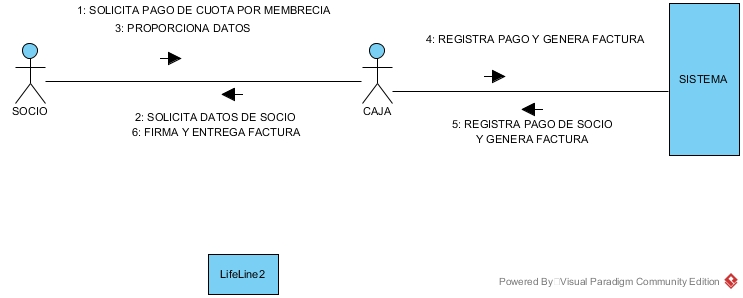 1: SOLICITA PAGO DE CUOTA POR MEMBRECIA
3: PROPORCIONA DATOS
4: REGISTRA PAGO Y GENERA FACTURA
SISTEMA
SOCIO
CAJA
2: SOLICITA DATOS DE SOCIO
6: FIRMA Y ENTREGA FACTURA
5: REGISTRA PAGO DE SOCIO
Y GENERA FACTURA
LifeLine2
Powered By Visual Paradigm Community Edition